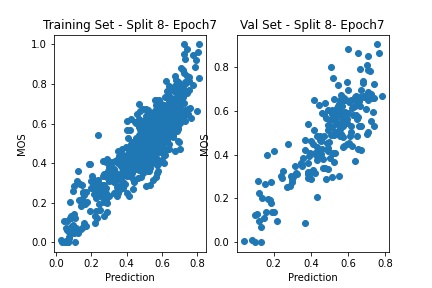 Training Set - Split 8- Epoch7
Val Set - Split 8- Epoch7
MOS
1.0
0.8
0.6
0.4
0.2
0.0
0.0 0.2 0.4 0.6 0.8
Prediction
MOS
0.8
0.6
0.4
0.2
0.0
0.2 0.4 0.6 0.8
Prediction